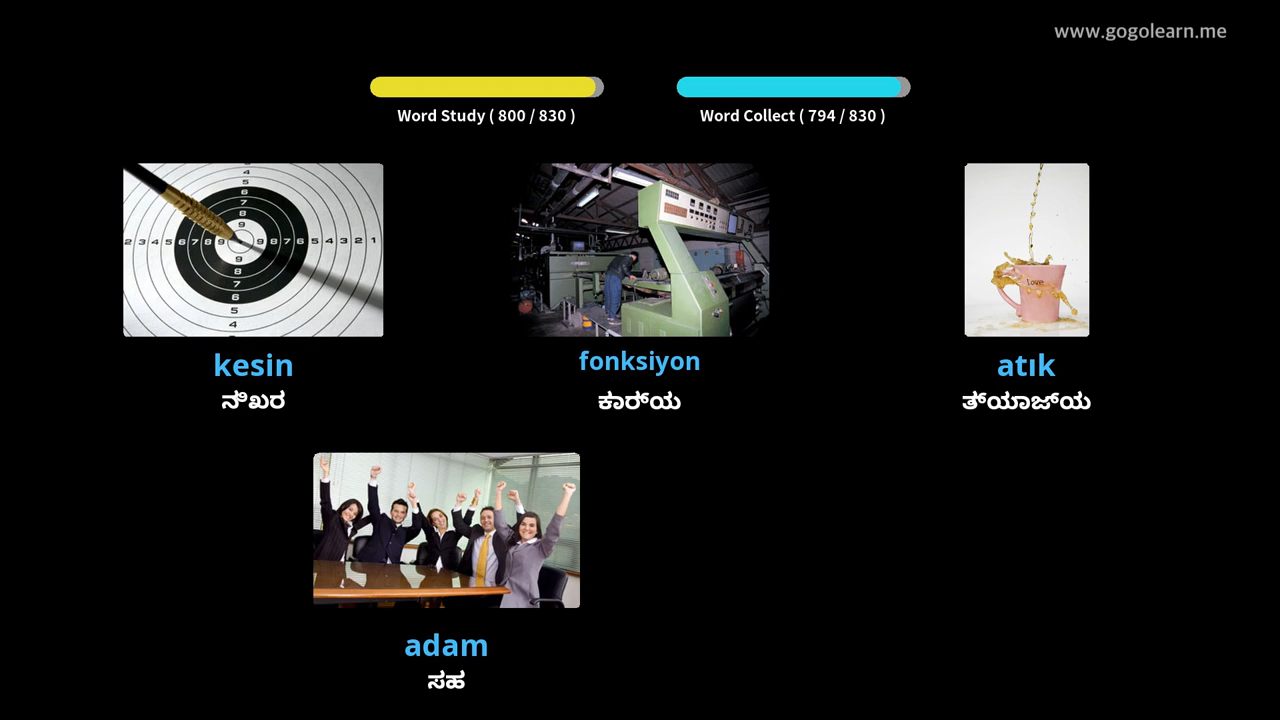 www.gogolearn.me
Word Study ( 800 / 830 )
Word Collect ( 794 / 830 )
kesin
ನಿಖರ
fonksiyon
ಕಾರ್ಯ
atık
ತ್ಯಾಜ್ಯ
adam
ಸಹ